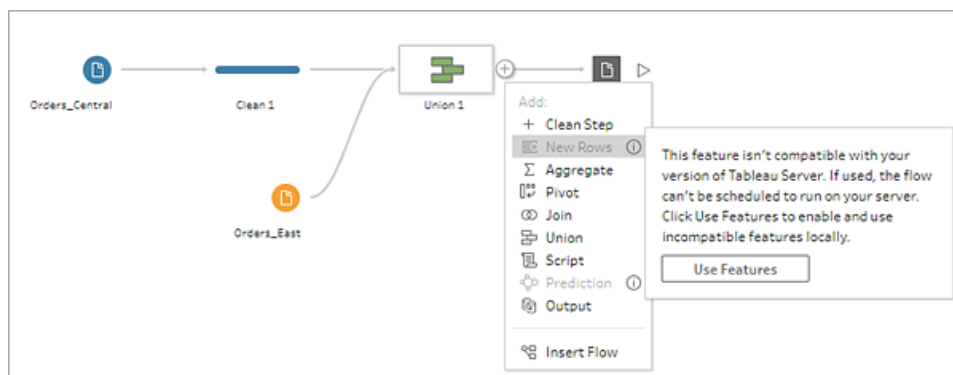 Orders_Central
Clean 1
Union 1
Orders_East
Add:
Clean Step
New Rows
Aggregate
Pivot
Join
Union
Script
Prediction
Output
Insert Flow
This feature isn't compatible with your
version of Tableau Server. If used, the flow
can't be scheduled to run on your server.
Click Use Features to enable and use
incompatible features locally.
Use Features